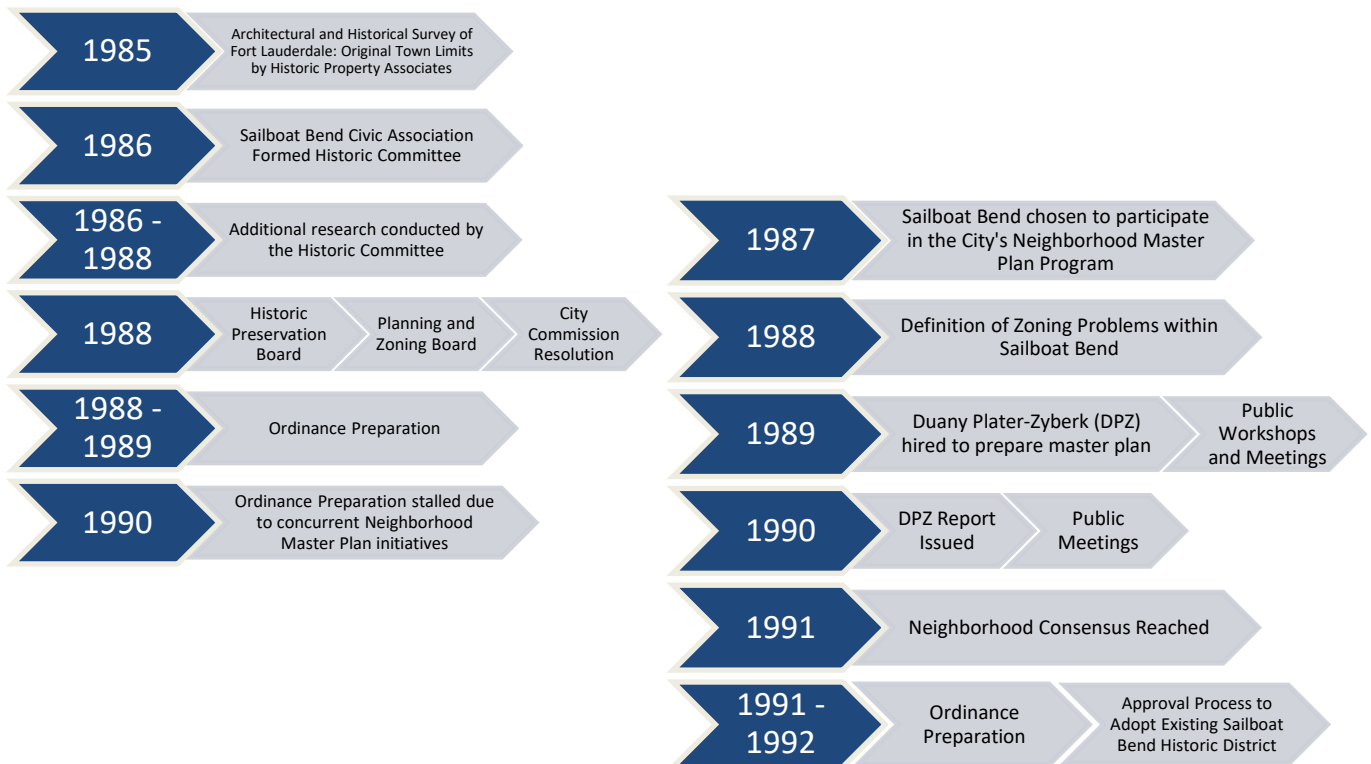 1985
Architectural and Historical Survey of
Fort Lauderdale: Original Town Limits
by Historic Property Associates
1986
Sailboat Bend Civic Association
Formed Historic Committee
1986 -
1988
Additional research conducted by
the Historic Committee
1988
Historic
Preservation
Board
Planning and
Zoning Board
City
Commission
Resolution
1988 -
1989
Ordinance Preparation
1990
Ordinance Preparation stalled due
to concurrent Neighborhood
Master Plan initiatives
1987
Sailboat Bend chosen to participate
in the City's Neighborhood Master
Plan Program
1988
Definition of Zoning Problems within
Sailboat Bend
1989
Duany Plater-Zyberk (DPZ)
hired to prepare master plan
Public
Workshops
and Meetings
1990
DPZ Report
Issued
Public
Meetings
1991
Neighborhood Consensus Reached
1991 -
1992
Ordinance
Preparation
Approval Process to
Adopt Existing Sailboat
Bend Historic District